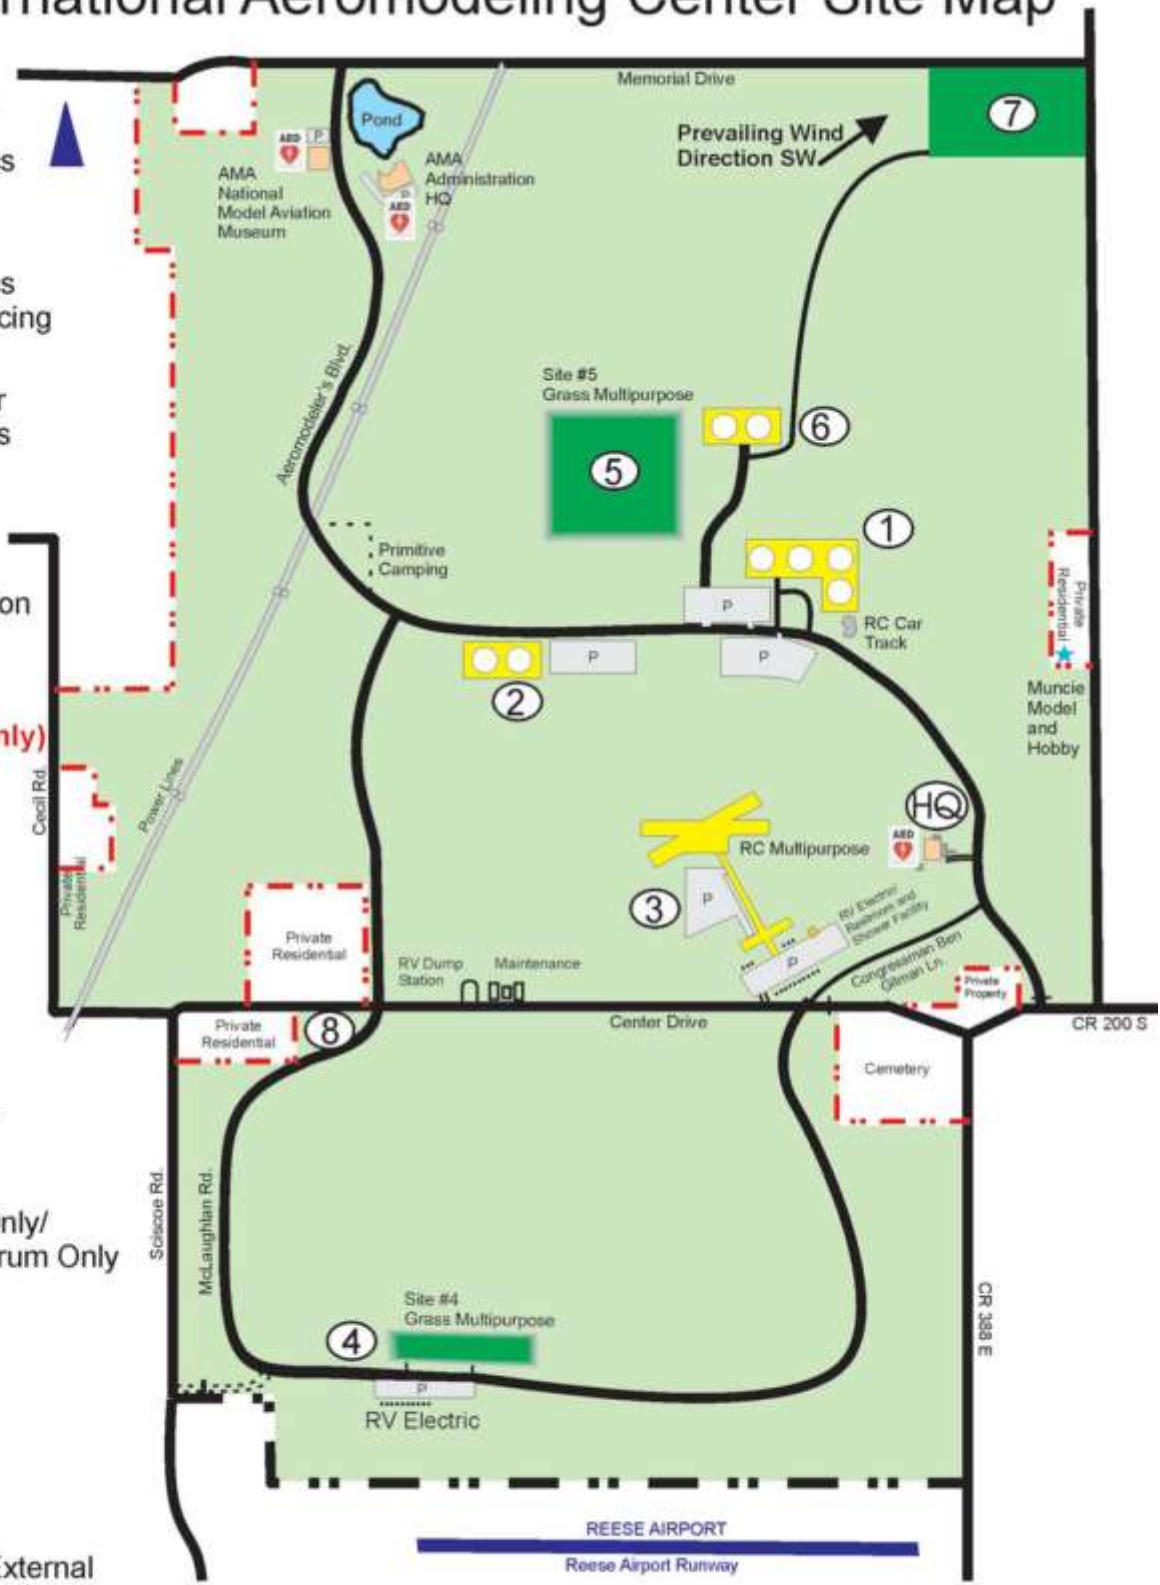 rnational Aeromodeling Center Site Map
Memorial Drive
7
Prevailing Wind
Direction SW
Pond
AED
P
AMA
National
Model Aviation
Museum
AMA
Administration
HQ
AED
cs
cs
cing
r
s
on
nly)
Aeromodeler's Blvd.
Site #5
Grass Multipurpose
5
6
1
Primitive
Camping
P
RC Car
Track
P
P
2
Private
Residential
Muncie
Model
and
Hobby
Cecil Rd.
Power Lines
HQ
AED
RC Multipurpose
3
P
RV Electric
Restroom and
Shower Facility
P
Congressman Ben
Gilman Ln.
Private
Residential
Private
Residential
RV Dump
Station
Maintenance
Private
Property
Private
Residential
8
Center Drive
CR 200 S
Cemetery
Sciscoe Rd.
McLaughlan Rd.
nly/
rum Only
CR 388 E
Site #4
Grass Multipurpose
4
P
RV Electric
REESE AIRPORT
Reese Airport Runway
External